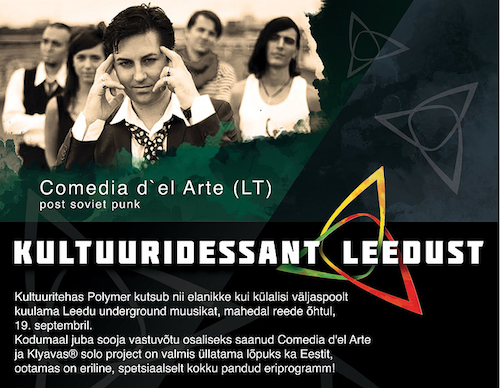 Comedia d`el Arte (LT)
post soviet punk
KULTUURIDESSANT LEEDUST
Kultuuritehas Polymer kutsub nii elanikke kui külalisi väljaspoolt
kuulama Leedu underground muusikat, mahedal reede õhtul,
19. septembril.
Kodumaal juba sooja vastuvõtu osaliseks saanud Comedia d'el Arte
ja Klyavas® solo project on valmis üllatama lõpuks ka Eestit,
ootamas on eriline, spetsiaalselt kokku pandud eriprogramm!